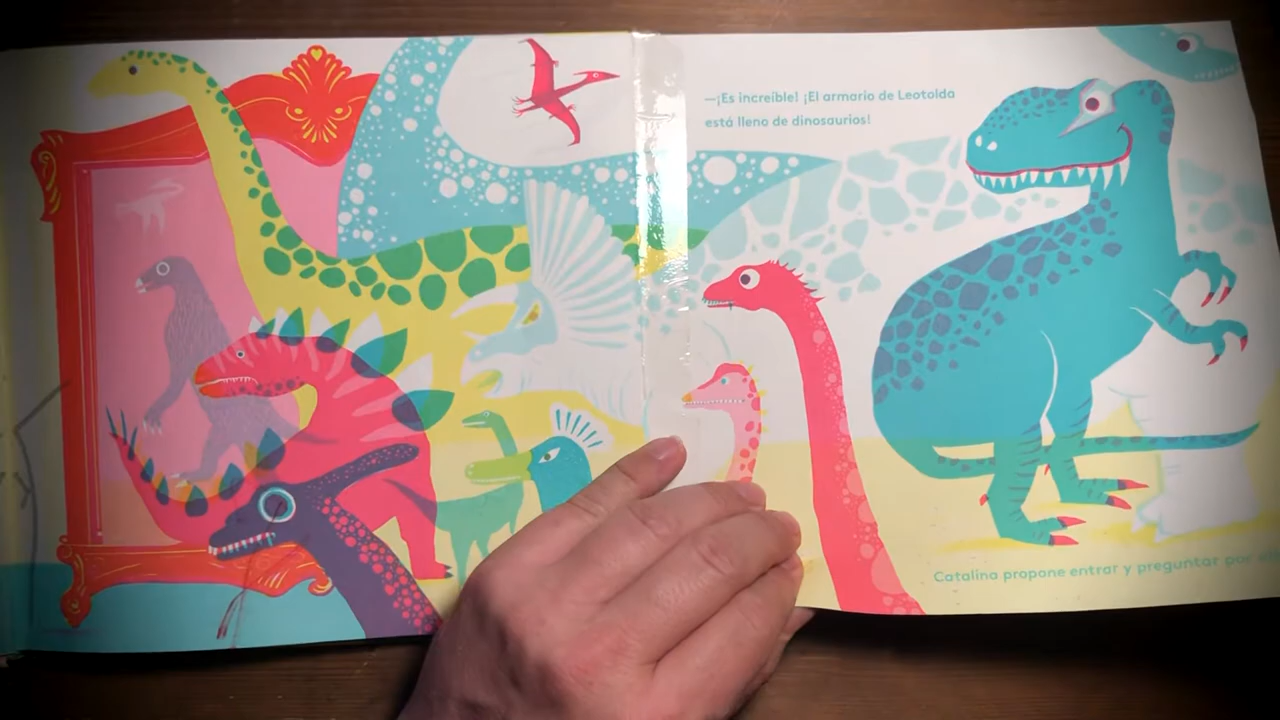 —¡Es increíble! ¡El armario de Leotolda
está lleno de dinosaurios!
Catalina propone entrar y preguntar por